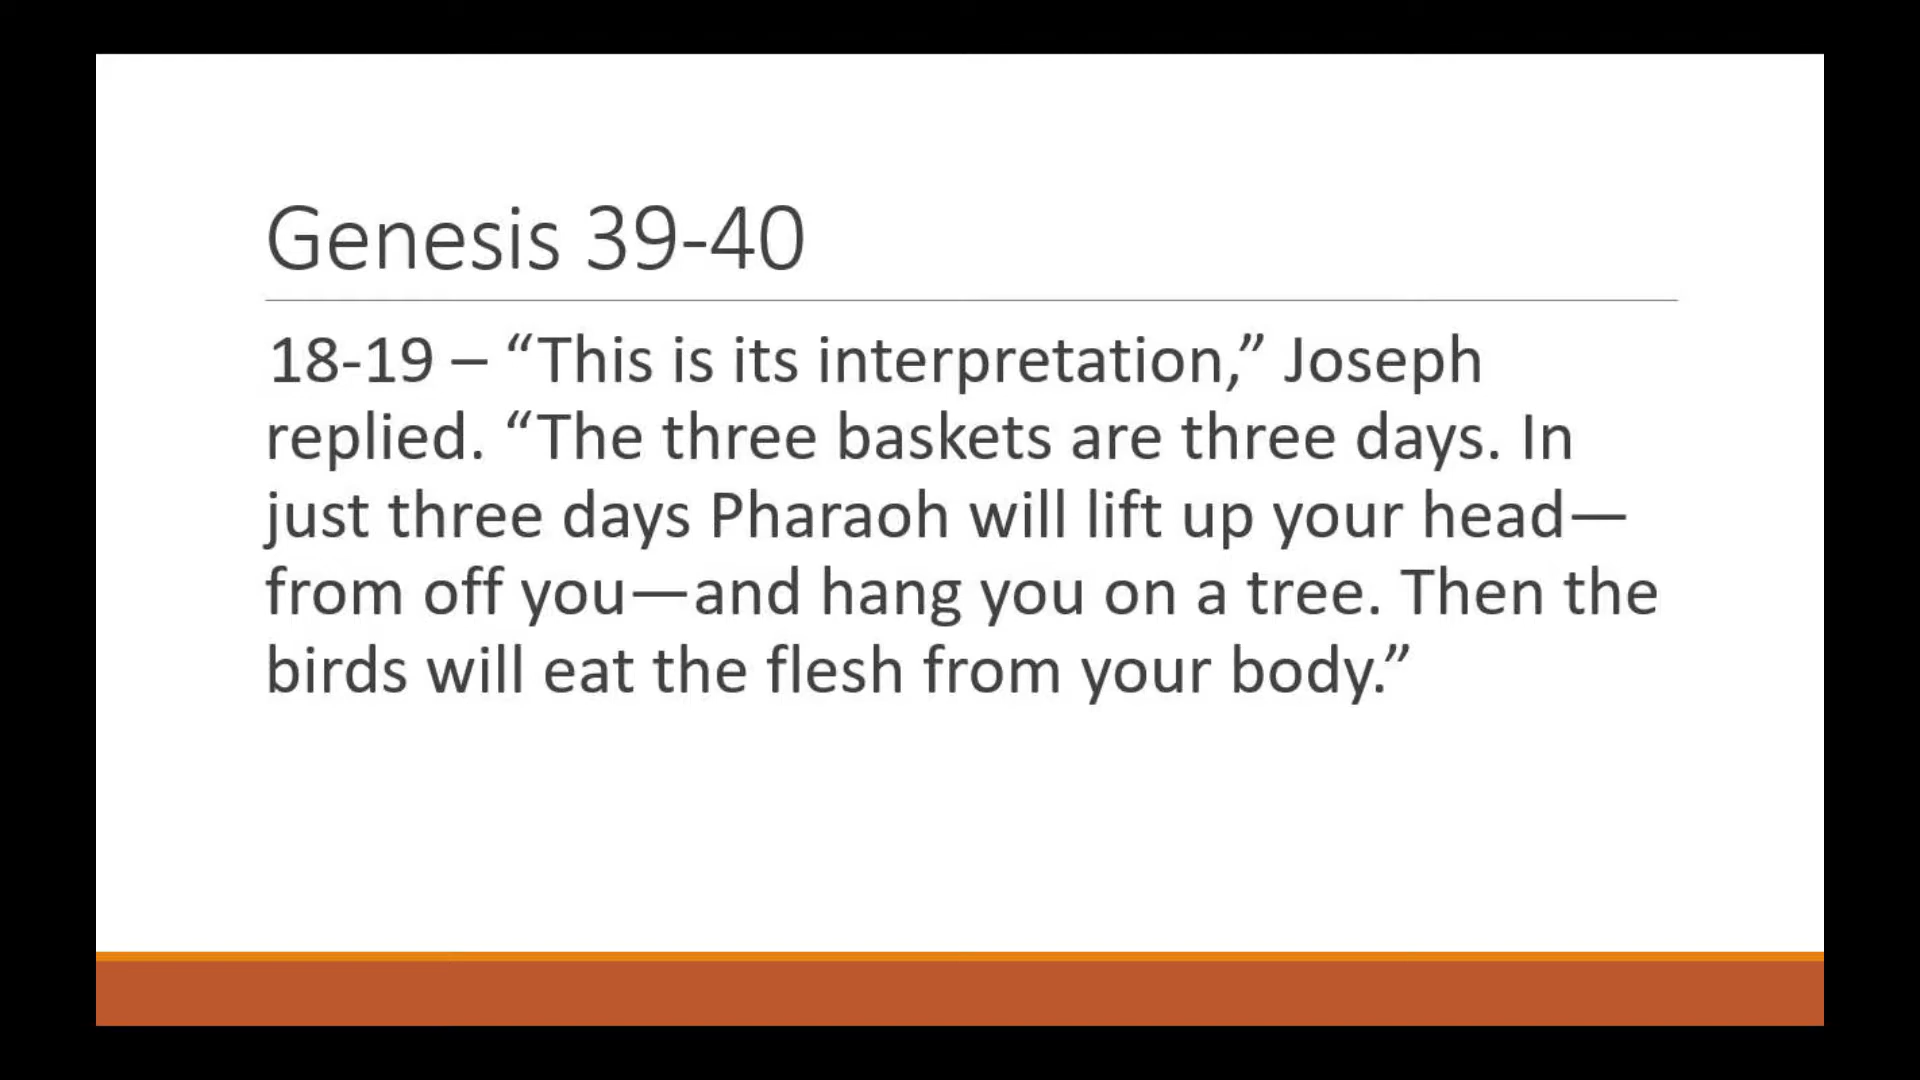 Genesis 39-40
18-19 – “This is its interpretation,” Joseph
replied. “The three baskets are three days. In
just three days Pharaoh will lift up your head—
from off you—and hang you on a tree. Then the
birds will eat the flesh from your body.”